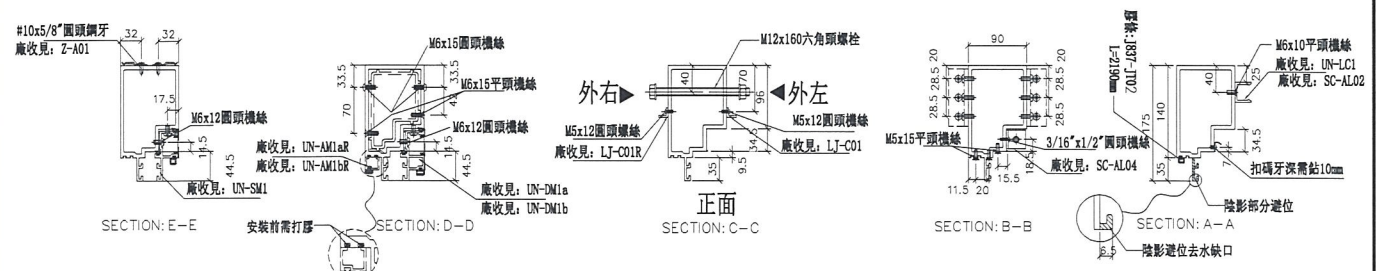 #10x5/8"圓頭鋼牙
廠收見: Z-A01
32
32
17.5
M6x12圓頭機絲
14.5
44.5
廠收見: UN-SM1
SECTION: E-E
M6x15圓頭機絲
33.5
33.5
70
M6x15平頭機絲
M6x12圓頭機絲
廠收見: UN-AM1aR
廠收見: UN-AM1bR
14.5
44.5
廠收見: UN-DM1a
廠收見: UN-DM1b
SECTION: D-D
安裝前需打膠
M12x160六角頭螺栓
40
70
96
外右
外左
M5x12圓頭螺絲
廠收見: LJ-C01R
M5x12圓頭機絲
廠收見: LJ-C01
34.5
35
9.5
正面
SECTION: C-C
90
20
28.5
28.5
20
28.5
28.5
M5x15平頭機絲
3/16"x1/2"圓頭機絲
廠收見: SC-AL04
15.5
18.5
11.5
20
SECTION: B-B
膠條: J837-JT02
L=2190mm
M6x10平頭機絲
廠收見: UN-LC1
廠收見: SC-AL02
40
25
140
175
35
34.5
7
扣碼牙深需鉆10mm
陰影部分避位
SECTION: A-A
陰影避位去水缺口
6.5